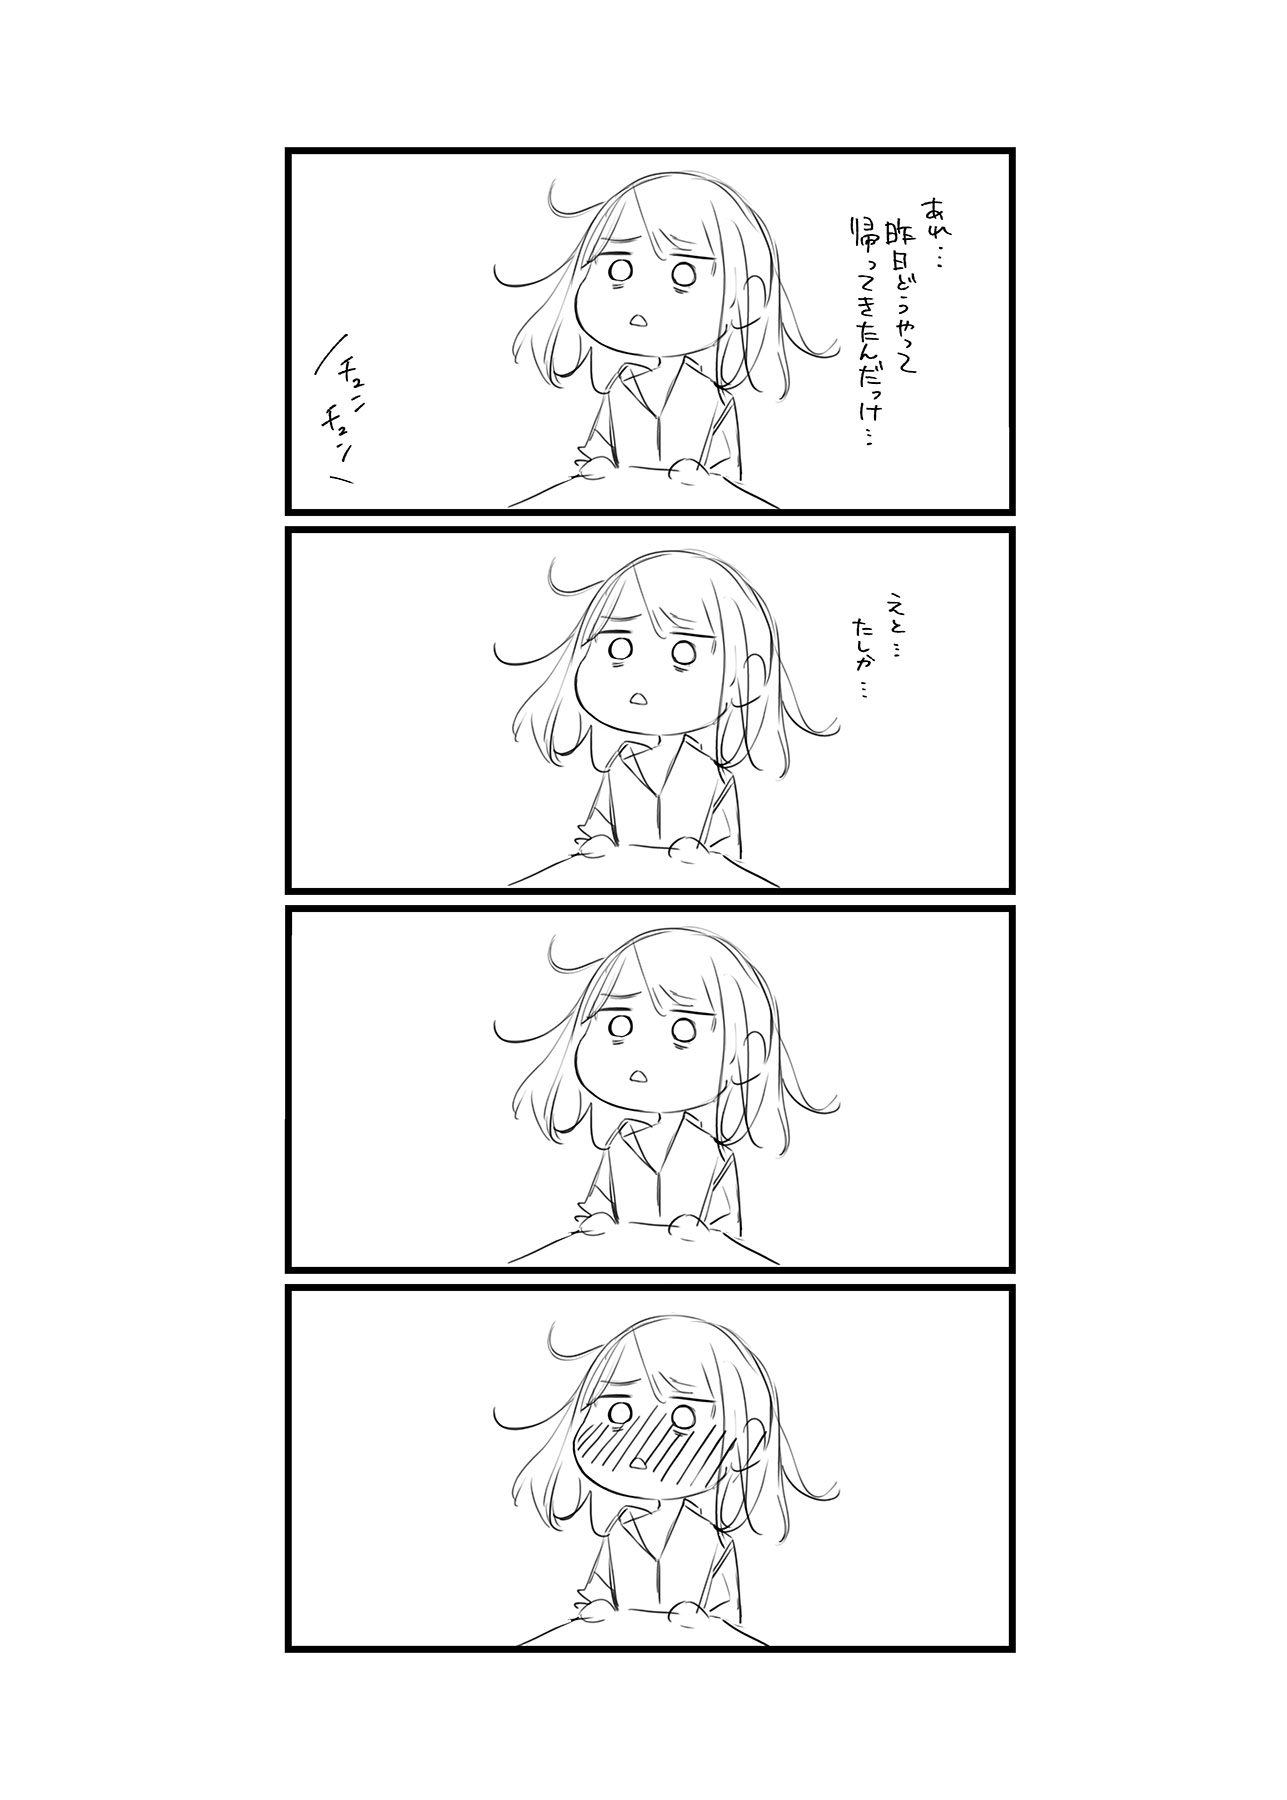 あれ…
昨日どうやって
帰ってきたんだっけ…
チュン
チュン
えと…
たしか…